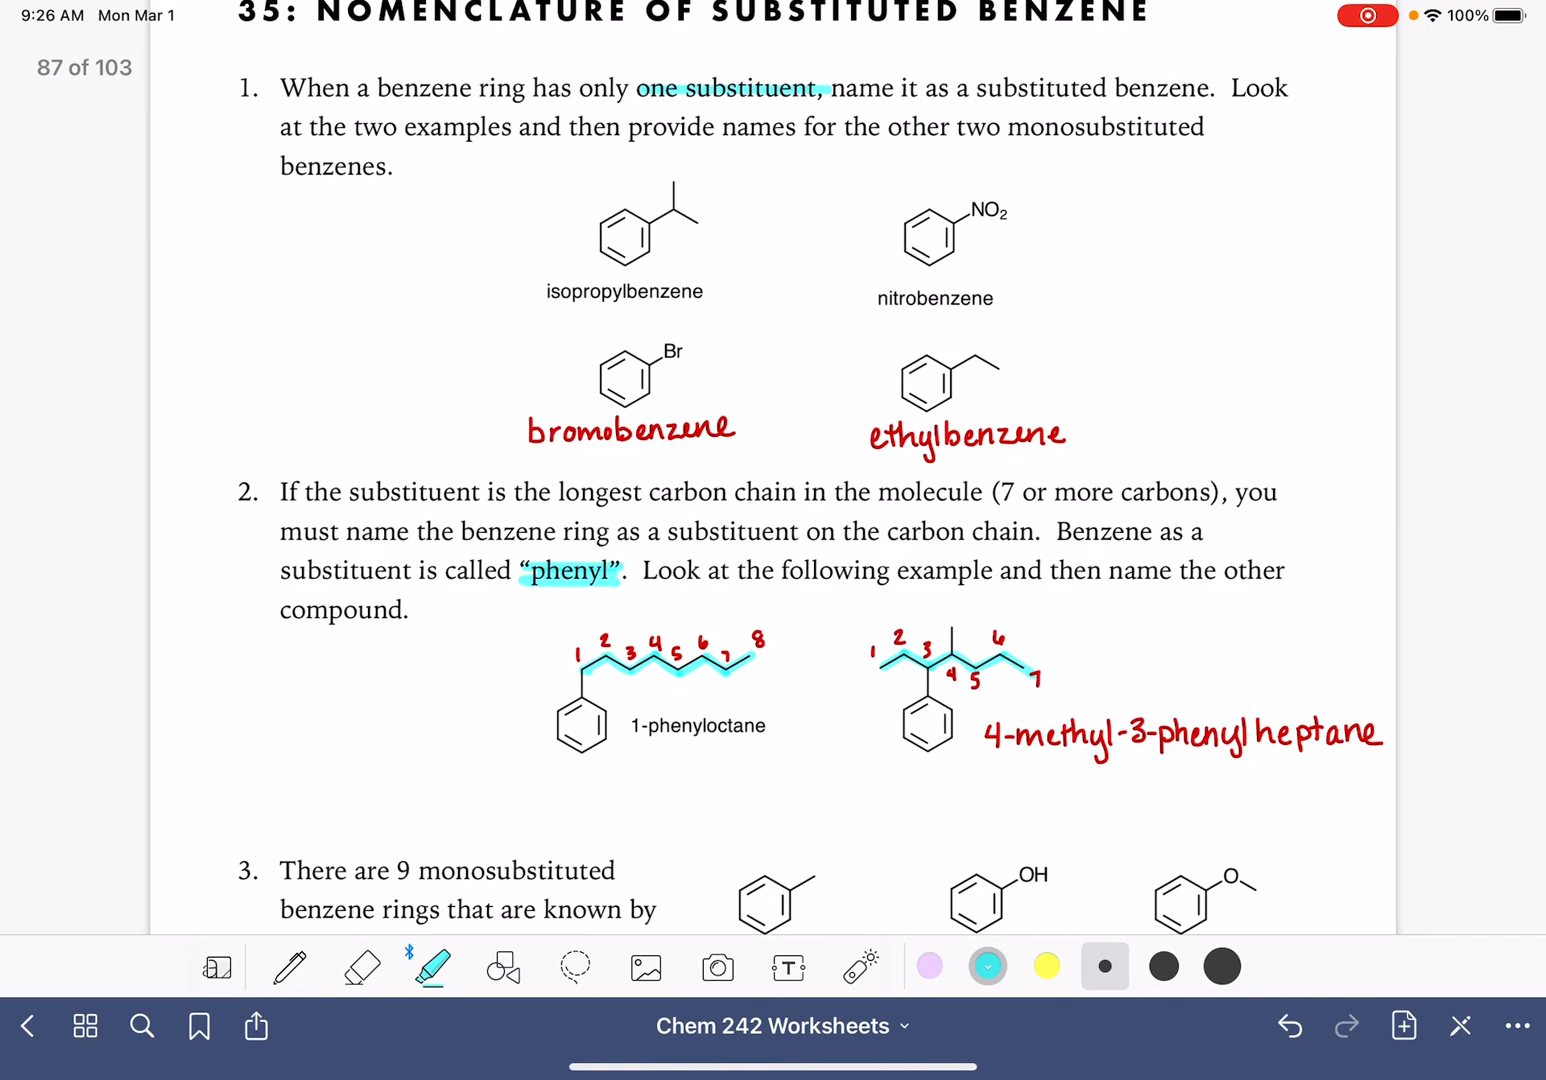 9:26 AM Mon Mar 1
100%
87 of 103
35: NOMENCLATURE OF SUBSTITUTED BENZENE
1. When a benzene ring has only one substituent, name it as a substituted benzene. Look
at the two examples and then provide names for the other two monosubstituted
benzenes.
NO₂
isopropylbenzene
nitrobenzene
Br
bromobenzene
ethylbenzene
2. If the substituent is the longest carbon chain in the molecule (7 or more carbons), you
must name the benzene ring as a substituent on the carbon chain. Benzene as a
substituent is called “phenyl”. Look at the following example and then name the other
compound.
1 2 3 4 5 6 7 8
1 2 3 4 5 6 7
1-phenyloctane
4-methyl-3-phenylheptane
3. There are 9 monosubstituted
benzene rings that are known by
OH
O
T
Chem 242 Worksheets